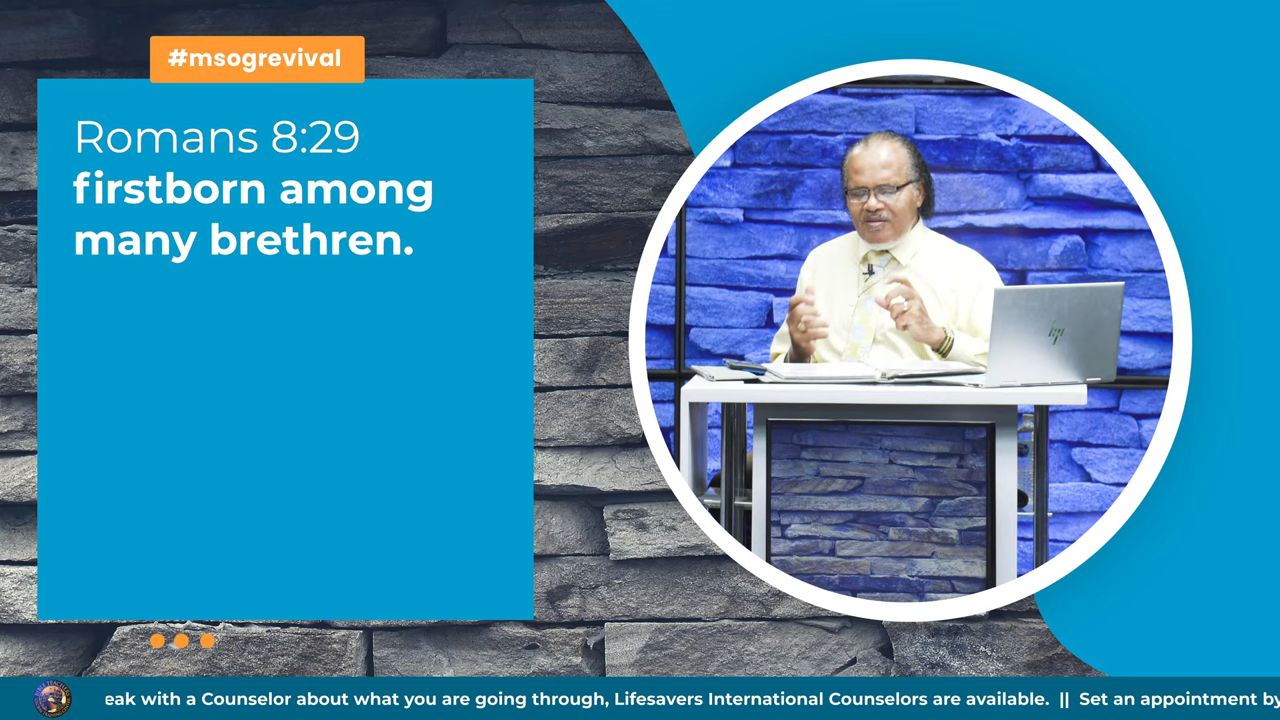 #msogrevival
Romans 8:29
firstborn among
many brethren.
hp
eak with a Counselor about what you are going through, Lifesavers International Counselors are available. || Set an appointment by